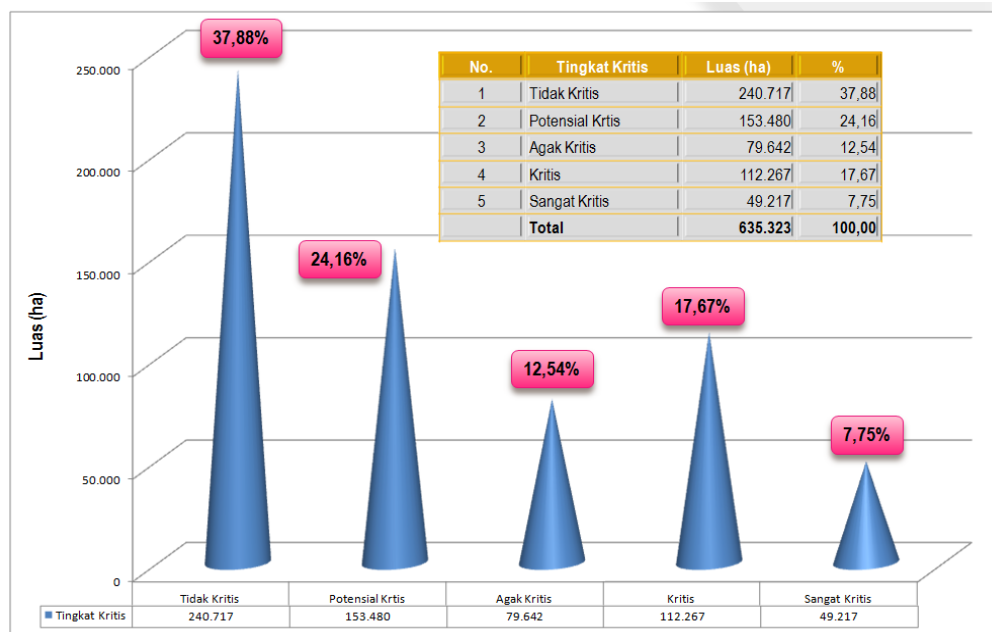 37,88%
No. Tingkat Kritis Luas (ha) %
1 Tidak Kritis 240.717 37,88
2 Potensial Krtis 153.480 24,16
3 Agak Kritis 79.642 12,54
4 Kritis 112.267 17,67
5 Sangat Kritis 49.217 7,75
Total 635.323 100,00
250.000
200.000
150.000
100.000
50.000
0
Luas (ha)
24,16%
12,54%
17,67%
7,75%
Tidak Kritis Potensial Krtis Agak Kritis Kritis Sangat Kritis
Tingkat Kritis 240.717 153.480 79.642 112.267 49.217